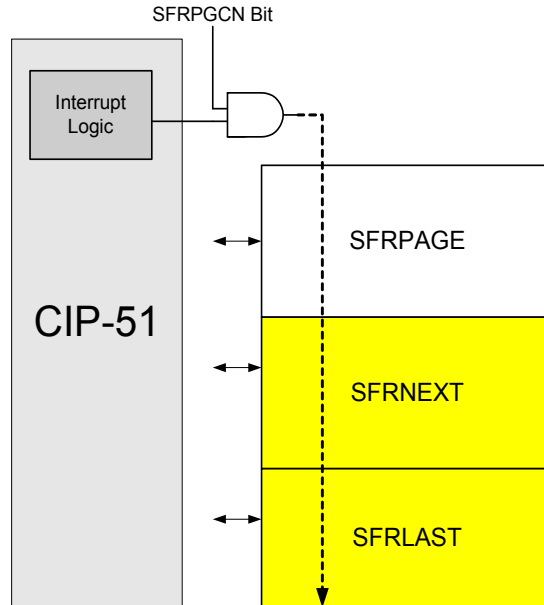 SFRPGCN Bit
Interrupt
Logic
SFRPAGE
CIP-51
SFRNEXT
SFRLAST